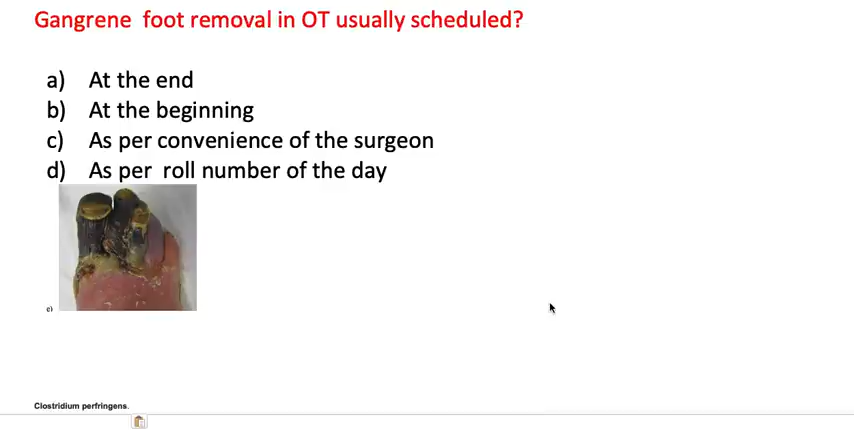 Gangrene foot removal in OT usually scheduled?
a) At the end
b) At the beginning
c) As per convenience of the surgeon
d) As per roll number of the day
e)
Clostridium perfringens.